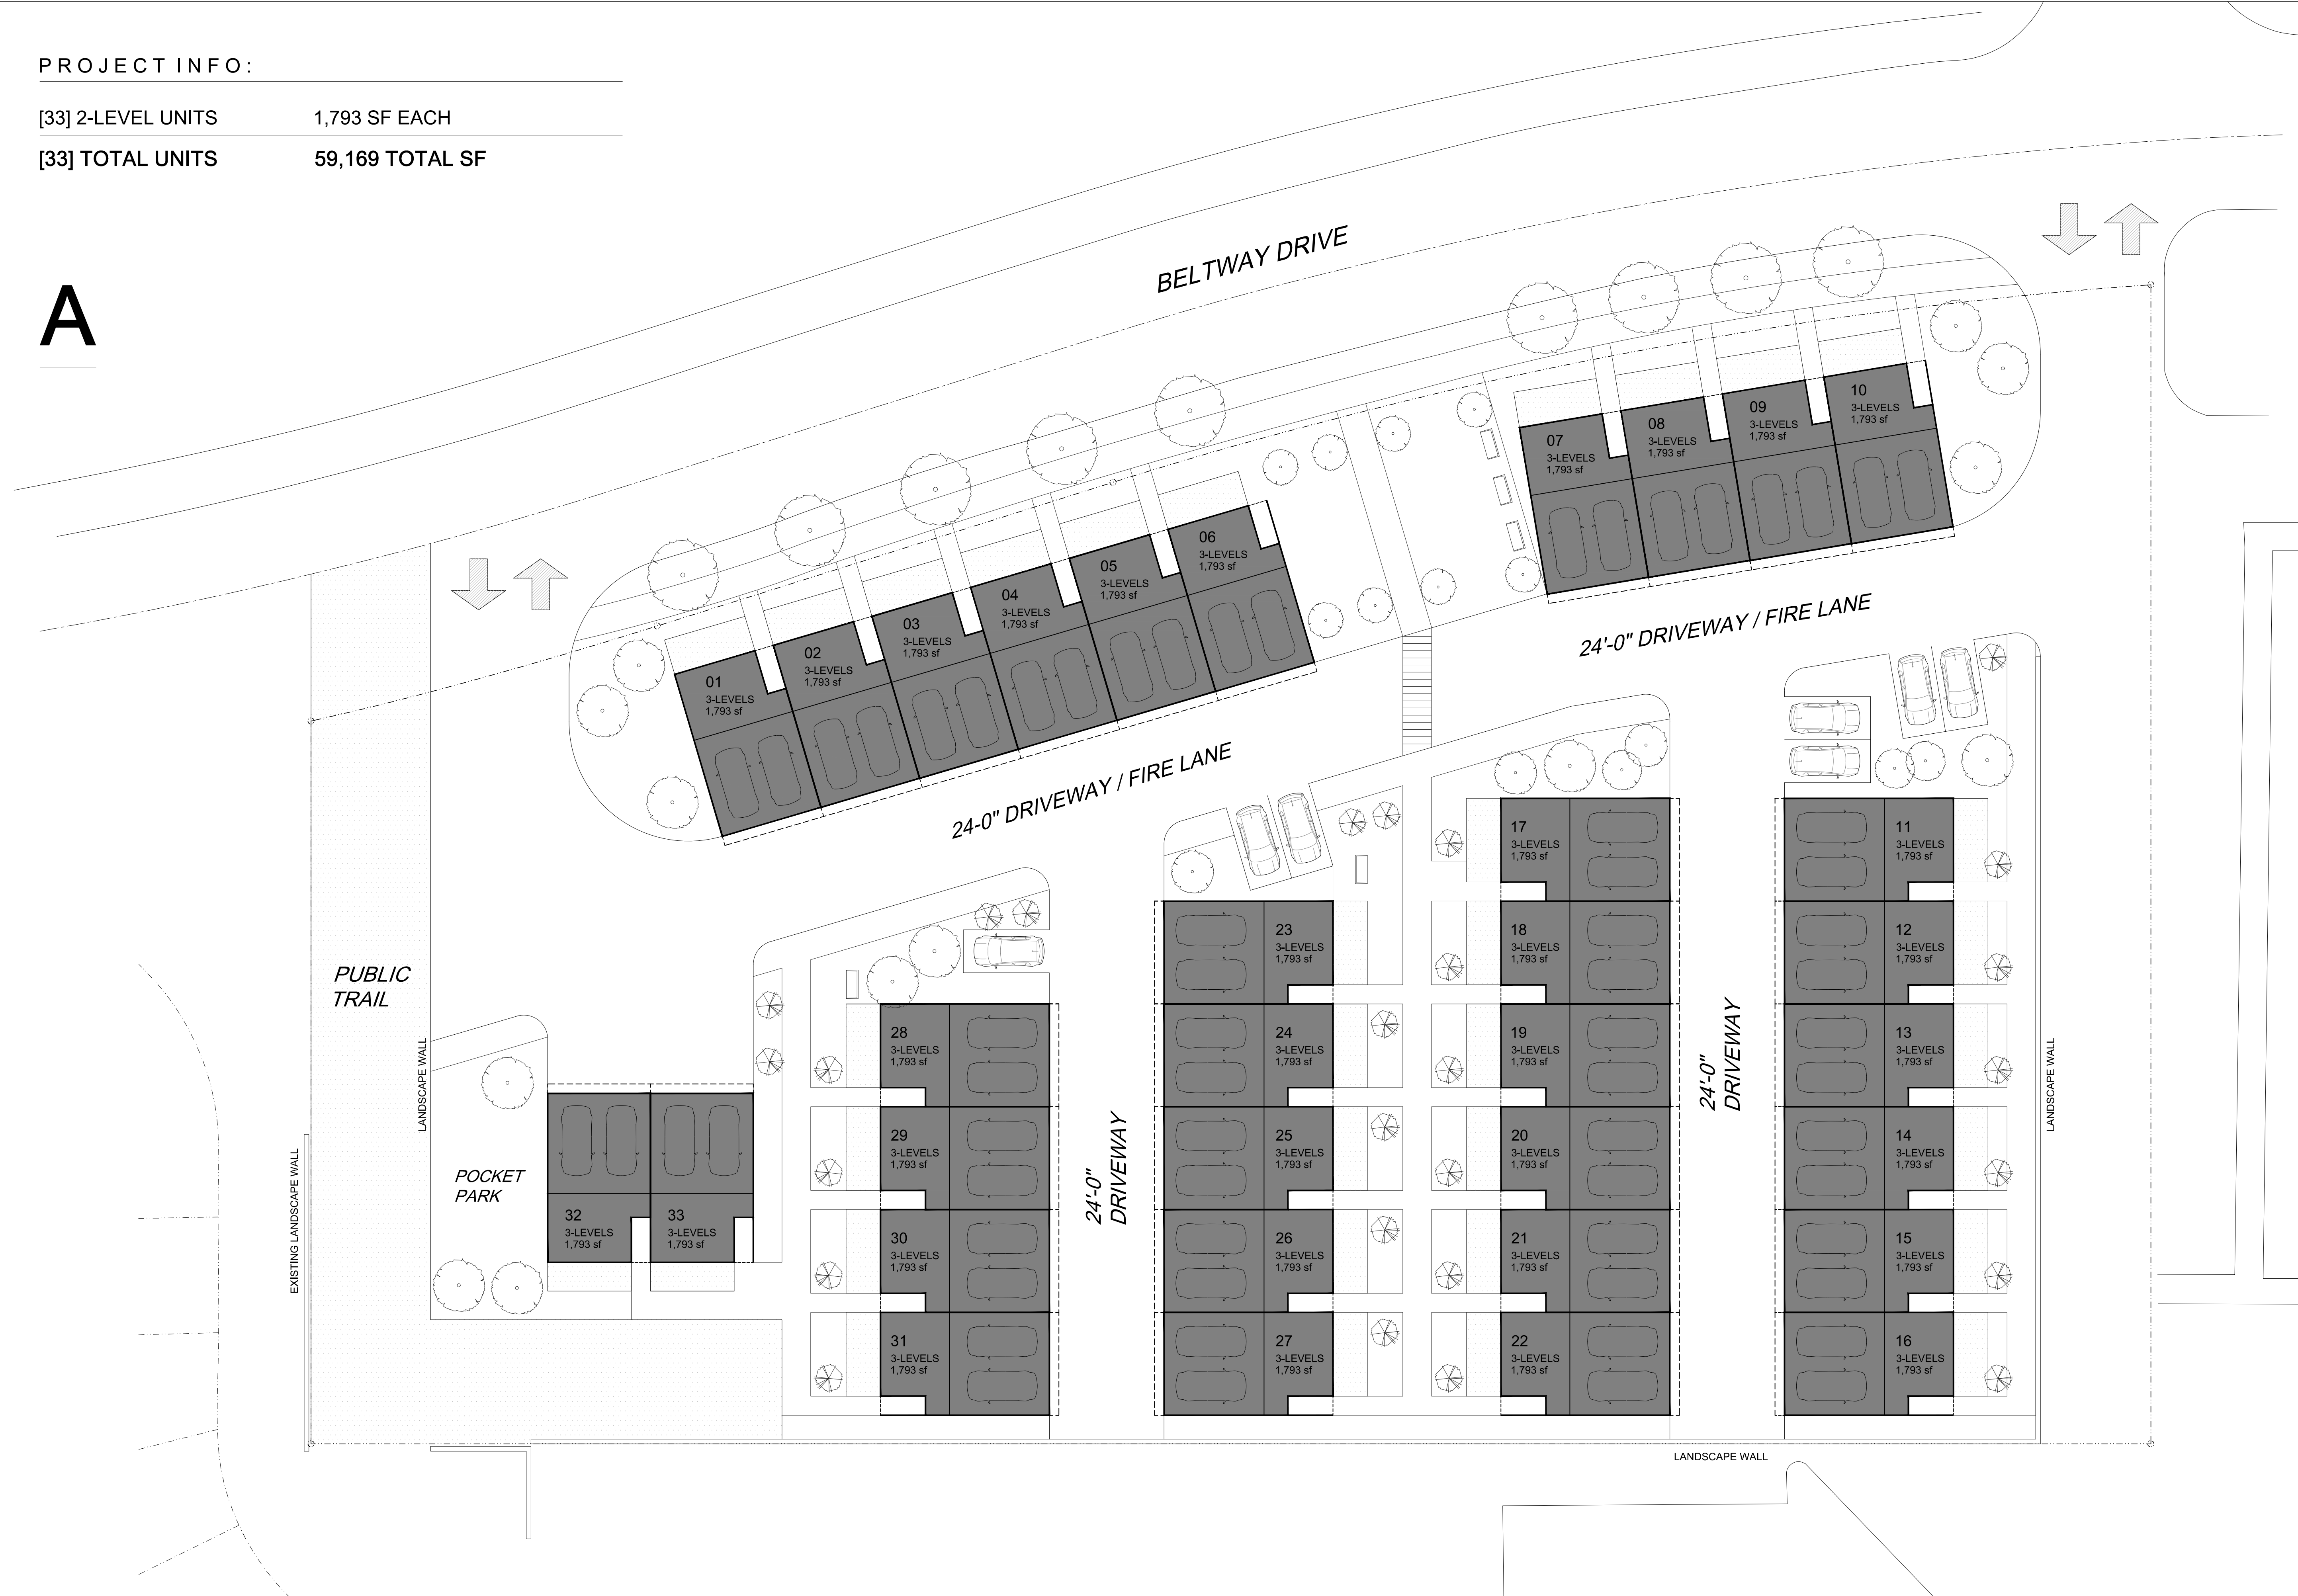 PROJECT INFO:
[33] 2-LEVEL UNITS 1,793 SF EACH
[33] TOTAL UNITS 59,169 TOTAL SF
A
BELTWAY DRIVE
01
3-LEVELS
1,793 sf
02
3-LEVELS
1,793 sf
03
3-LEVELS
1,793 sf
04
3-LEVELS
1,793 sf
05
3-LEVELS
1,793 sf
06
3-LEVELS
1,793 sf
07
3-LEVELS
1,793 sf
08
3-LEVELS
1,793 sf
09
3-LEVELS
1,793 sf
10
3-LEVELS
1,793 sf
24'-0" DRIVEWAY / FIRE LANE
24-0" DRIVEWAY / FIRE LANE
11
3-LEVELS
1,793 sf
12
3-LEVELS
1,793 sf
13
3-LEVELS
1,793 sf
14
3-LEVELS
1,793 sf
15
3-LEVELS
1,793 sf
16
3-LEVELS
1,793 sf
17
3-LEVELS
1,793 sf
18
3-LEVELS
1,793 sf
19
3-LEVELS
1,793 sf
20
3-LEVELS
1,793 sf
21
3-LEVELS
1,793 sf
22
3-LEVELS
1,793 sf
23
3-LEVELS
1,793 sf
24
3-LEVELS
1,793 sf
25
3-LEVELS
1,793 sf
26
3-LEVELS
1,793 sf
27
3-LEVELS
1,793 sf
28
3-LEVELS
1,793 sf
29
3-LEVELS
1,793 sf
30
3-LEVELS
1,793 sf
31
3-LEVELS
1,793 sf
32
3-LEVELS
1,793 sf
33
3-LEVELS
1,793 sf
24'-0"
DRIVEWAY
24'-0"
DRIVEWAY
PUBLIC
TRAIL
POCKET
PARK
LANDSCAPE WALL
EXISTING LANDSCAPE WALL
LANDSCAPE WALL
LANDSCAPE WALL